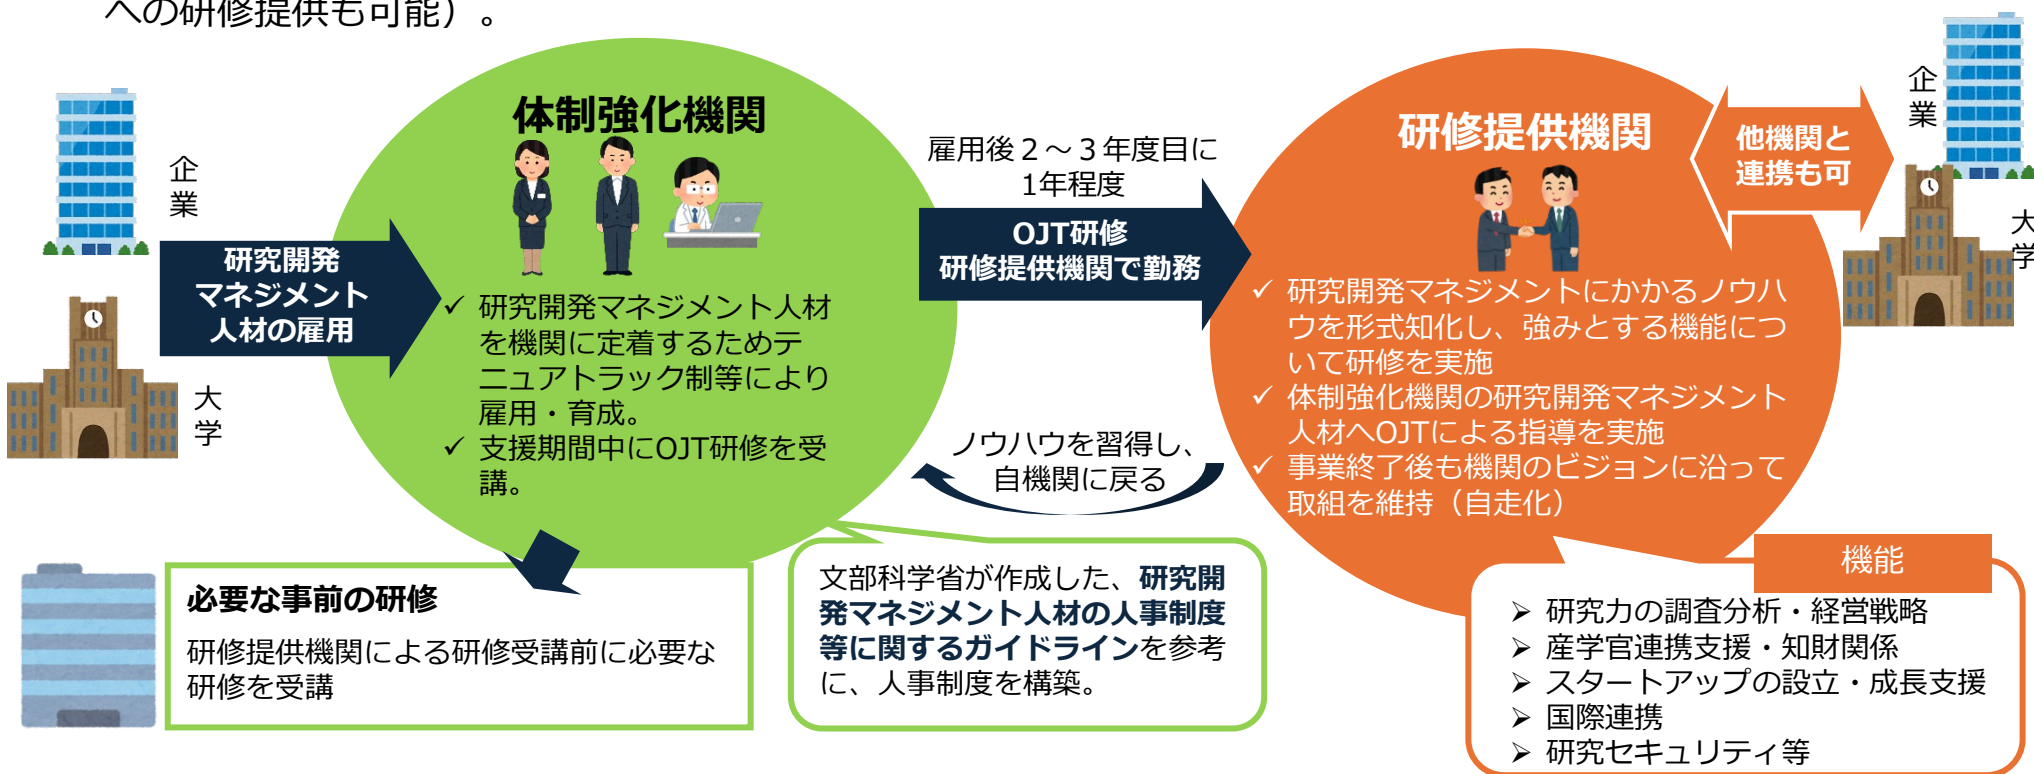 への研修提供も可能）。
企
業
大
学
研究開発
マネジメント
人材の雇用
体制強化機関
✓ 研究開発マネジメント人材
を機関に定着するためテ
ニュアトラック制等により
雇用・育成。
✓ 支援期間中にOJT研修を受
講。
雇用後２～３年度目に
1年程度
OJT研修
研修提供機関で勤務
ノウハウを習得し、
自機関に戻る
研修提供機関
✓ 研究開発マネジメントにかかるノウハ
ウを形式知化し、強みとする機能につ
いて研修を実施
✓ 体制強化機関の研究開発マネジメント
人材へOJTによる指導を実施
✓ 事業終了後も機関のビジョンに沿って
取組を維持（自走化）
他機関と
連携も可
企
業
大
学
必要な事前の研修
研修提供機関による研修受講前に必要な
研修を受講
文部科学省が作成した、研究開
発マネジメント人材の人事制度
等に関するガイドラインを参考
に、人事制度を構築。
機能
➢ 研究力の調査分析・経営戦略
➢ 産学官連携支援・知財関係
➢ スタートアップの設立・成長支援
➢ 国際連携
➢ 研究セキュリティ等